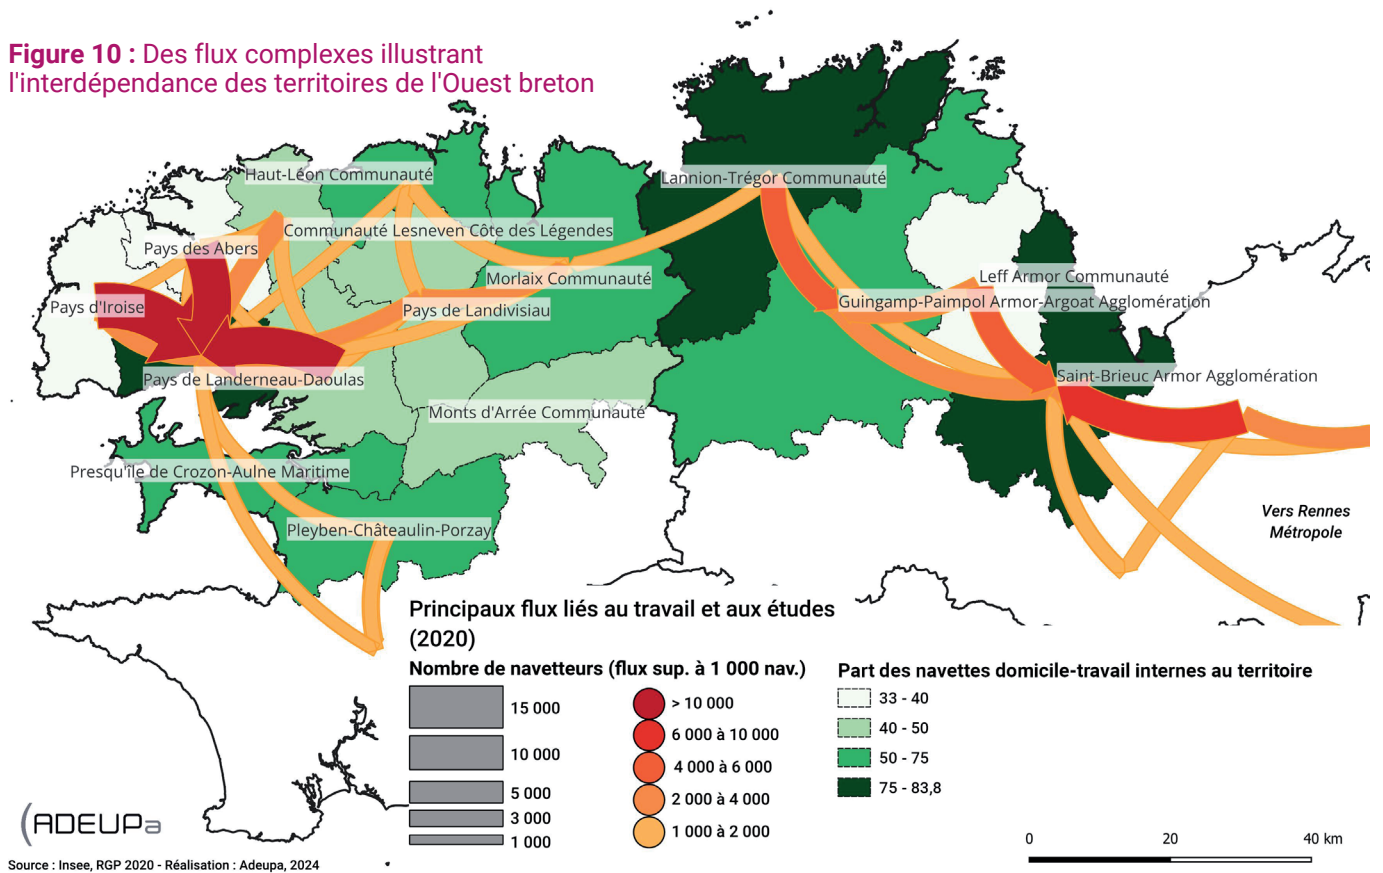 Figure 10 : Des flux complexes illustrant
l'interdépendance des territoires de l'Ouest breton
Haut-Léon Communauté
Lannion-Trégor Communauté
Communauté Lesneven Côte des Légendes
Pays des Abers
Morlaix Communauté
Leff Armor Communauté
Pays d'Iroise
Pays de Landivisiau
Guingamp-Paimpol Armor-Argoat Agglomération
Pays de Landerneau-Daoulas
Saint-Brieuc Armor Agglomération
Monts d'Arrée Communauté
Presqu'île de Crozon-Aulne Maritime
Pleyben-Châteaulin-Porzay
Vers Rennes
Métropole
Principaux flux liés au travail et aux études
(2020)
Nombre de navetteurs (flux sup. à 1 000 nav.)
15 000
10 000
5 000
3 000
1 000
> 10 000
6 000 à 10 000
4 000 à 6 000
2 000 à 4 000
1 000 à 2 000
Part des navettes domicile-travail internes au territoire
33 - 40
40 - 50
50 - 75
75 - 83,8
0 20 40 km
ADEUPa
Source : Insee, RGP 2020 - Réalisation : Adeupa, 2024